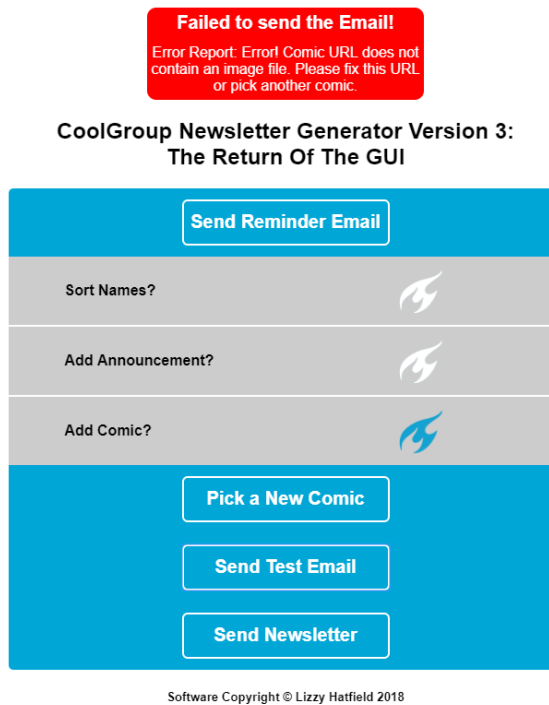 Failed to send the Email!
Error Report: Error! Comic URL does not
contain an image file. Please fix this URL
or pick another comic.
CoolGroup Newsletter Generator Version 3:
The Return Of The GUI
Send Reminder Email
Sort Names?
Add Announcement?
Add Comic?
Pick a New Comic
Send Test Email
Send Newsletter
Software Copyright © Lizzy Hatfield 2018